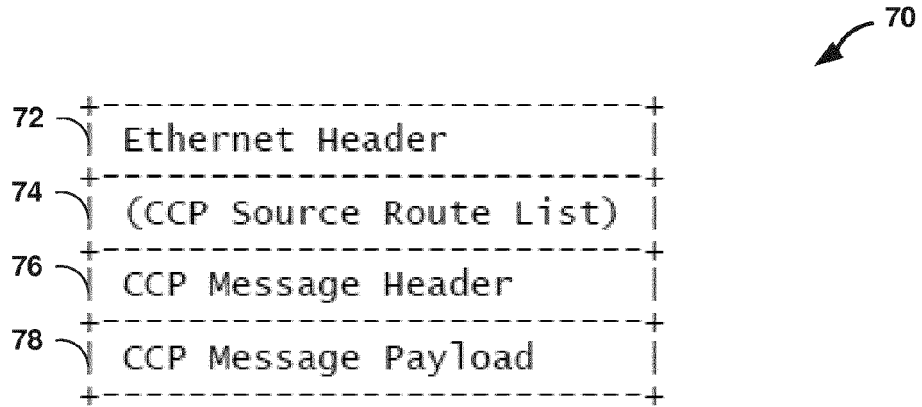 70
72 Ethernet Header
74 (CCP Source Route List)
76 CCP Message Header
78 CCP Message Payload